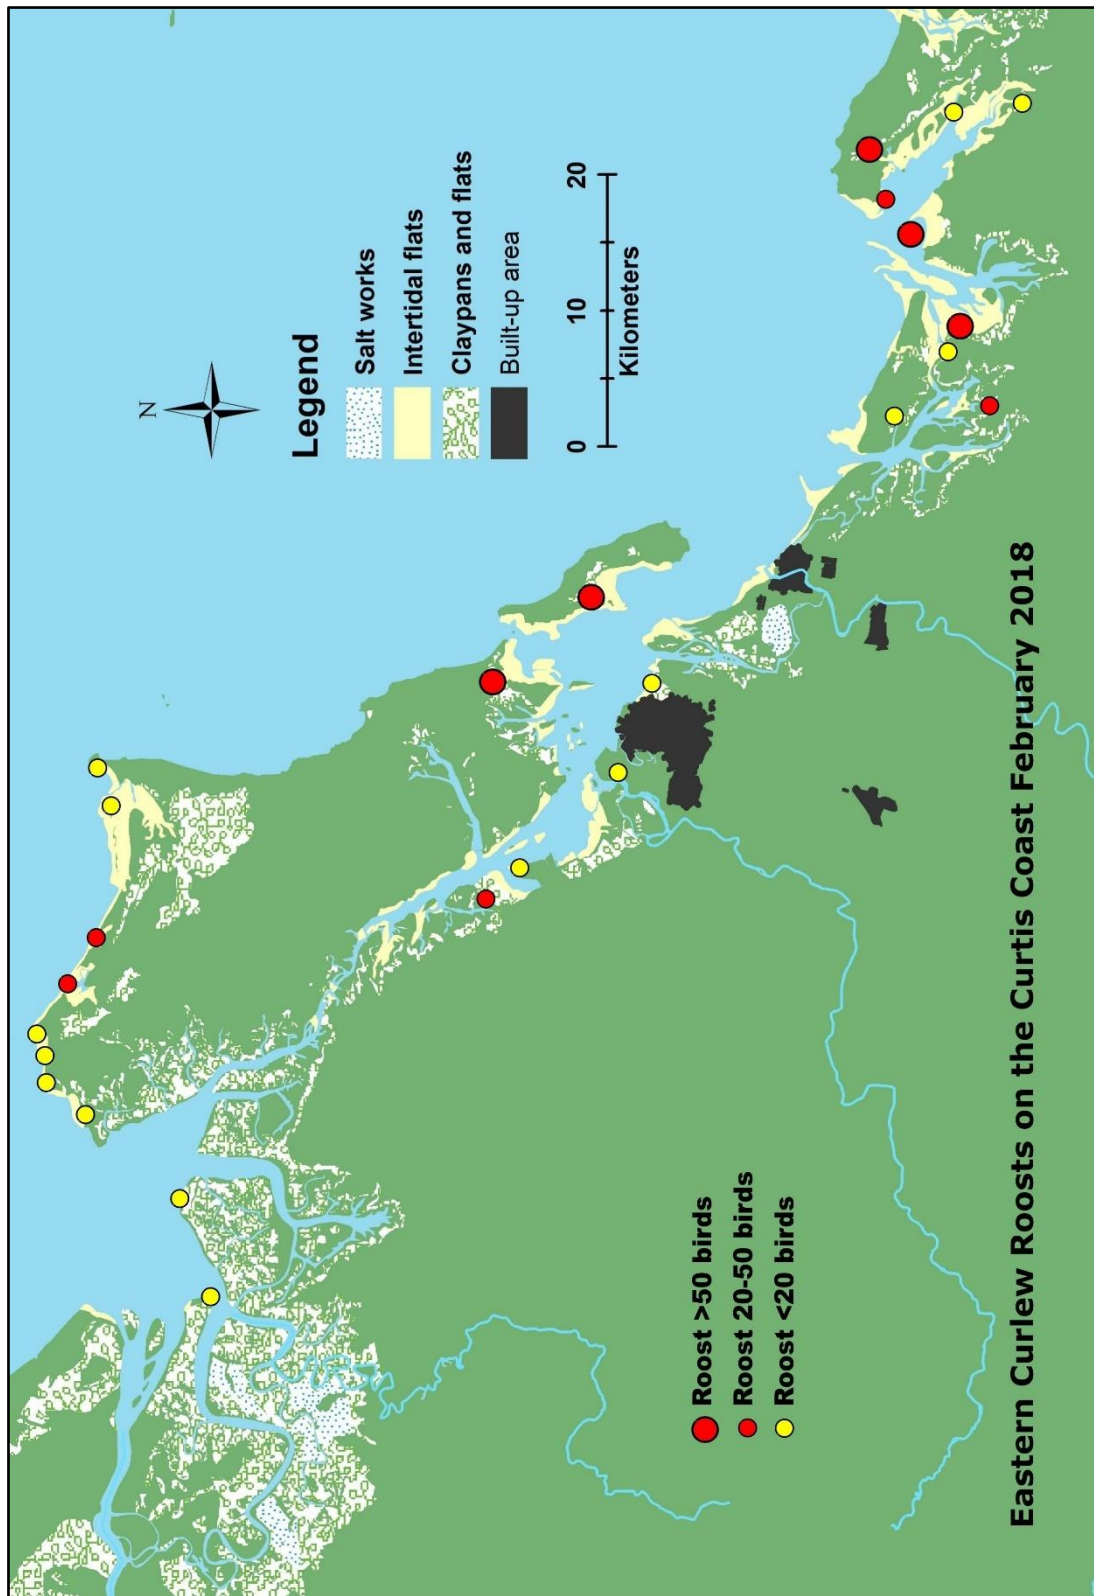 N
Legend
Salt works
Intertidal flats
Claypans and flats
Built-up area
0 10 20
Kilometers
Roost >50 birds
Roost 20-50 birds
Roost <20 birds
Eastern Curlew Roosts on the Curtis Coast February 2018